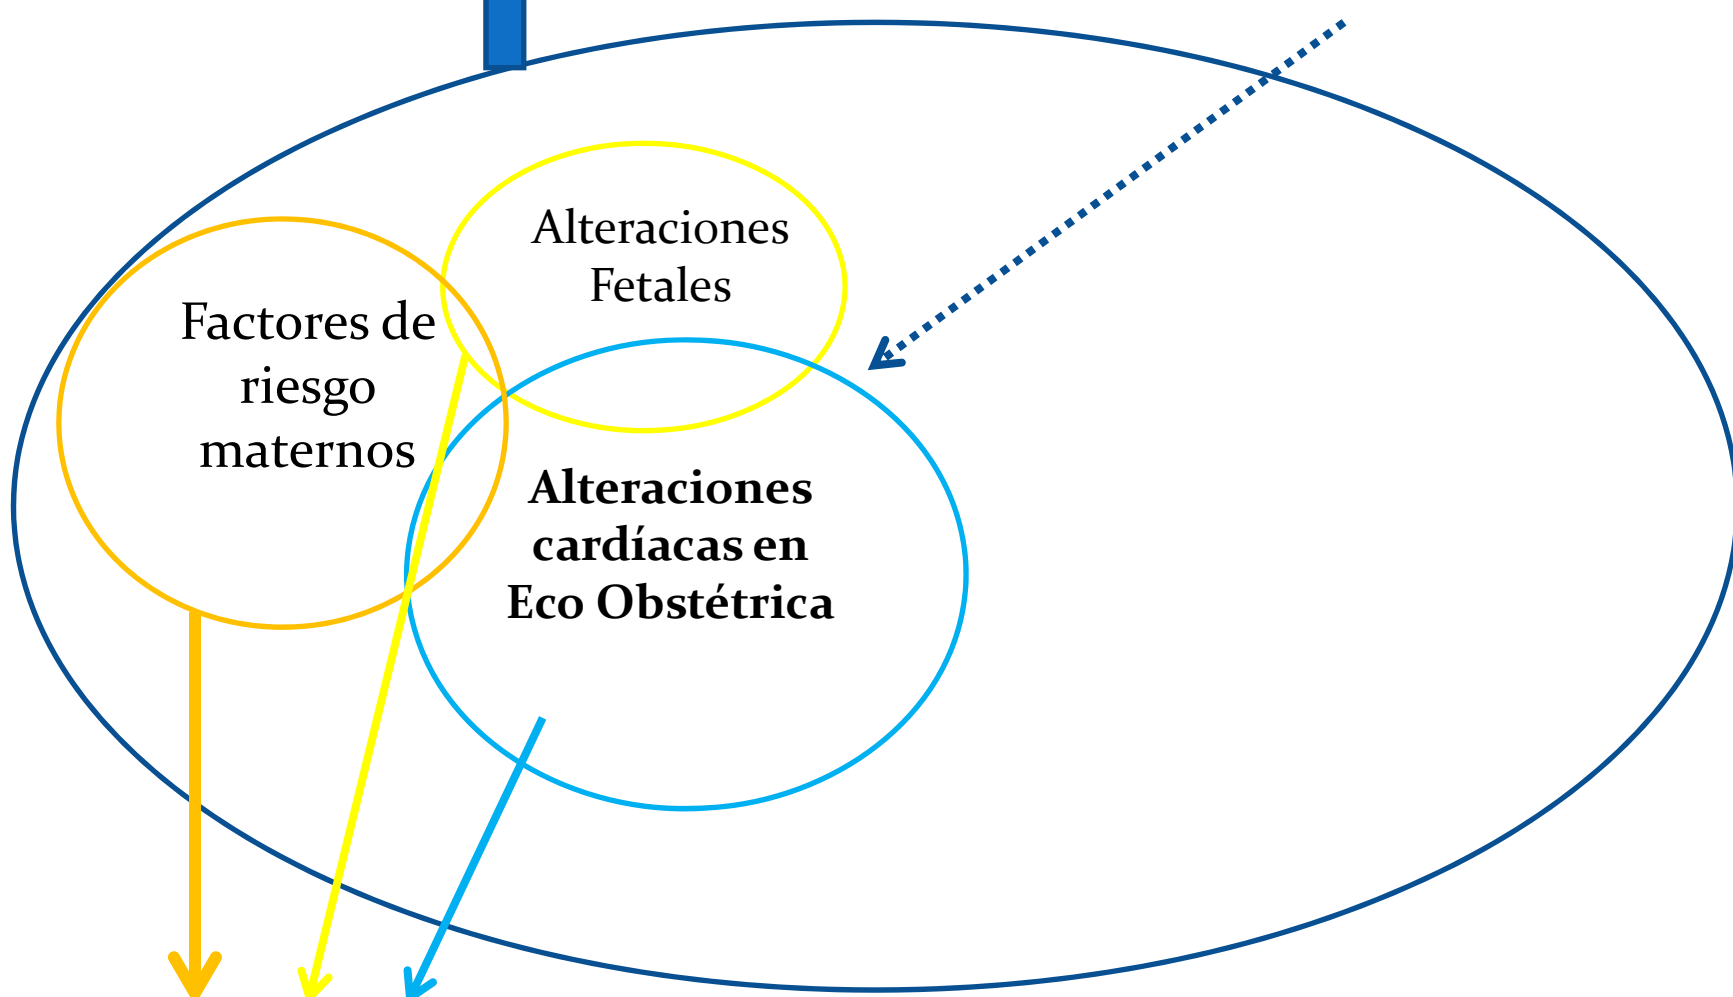 Alteraciones
Fetales
Factores de
riesgo
maternos
Alteraciones
cardíacas en
Eco Obstétrica